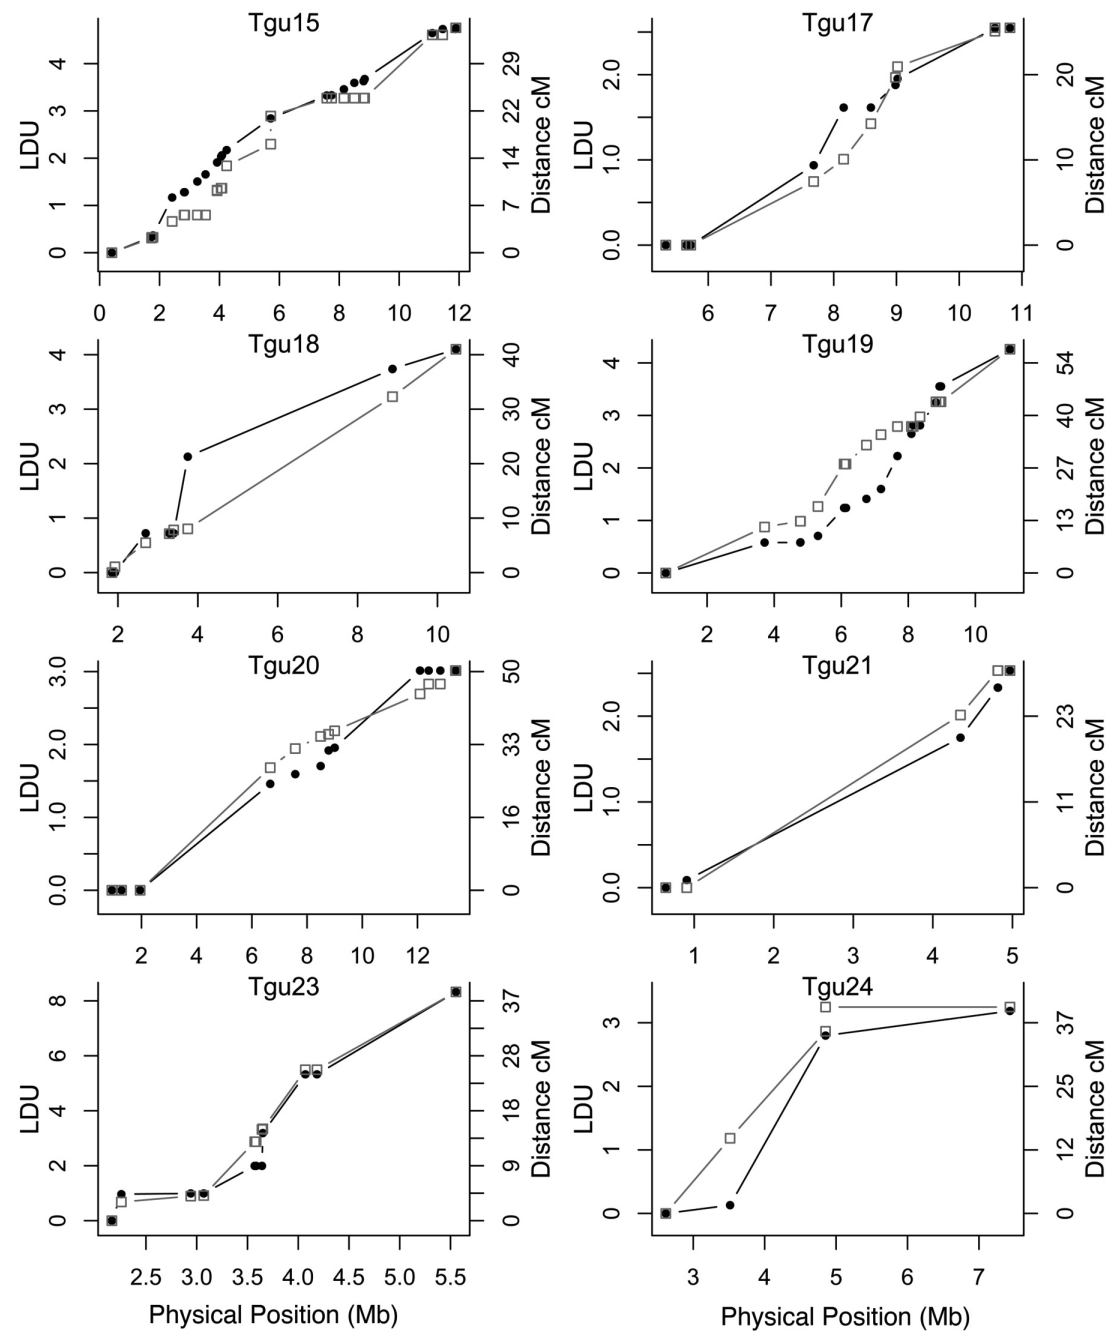 Tgu15
LDU
0 1 2 3 4
0 7 14 22 29
Distance cM
0 2 4 6 8 10 12
Tgu17
LDU
0.0 1.0 2.0
0 10 20
Distance cM
6 7 8 9 10 11
Tgu18
LDU
0 1 2 3 4
0 10 20 30 40
Distance cM
2 4 6 8 10
Tgu19
LDU
0 1 2 3 4
0 13 27 40 54
Distance cM
2 4 6 8 10
Tgu20
LDU
0.0 1.0 2.0 3.0
0 16 33 50
Distance cM
2 4 6 8 10 12
Tgu21
LDU
0.0 1.0 2.0
0 11 23
Distance cM
1 2 3 4 5
Tgu23
LDU
0 2 4 6 8
0 9 18 28 37
Distance cM
2.5 3.0 3.5 4.0 4.5 5.0 5.5
Physical Position (Mb)
Tgu24
LDU
0 1 2 3
0 12 25 37
Distance cM
3 4 5 6 7
Physical Position (Mb)